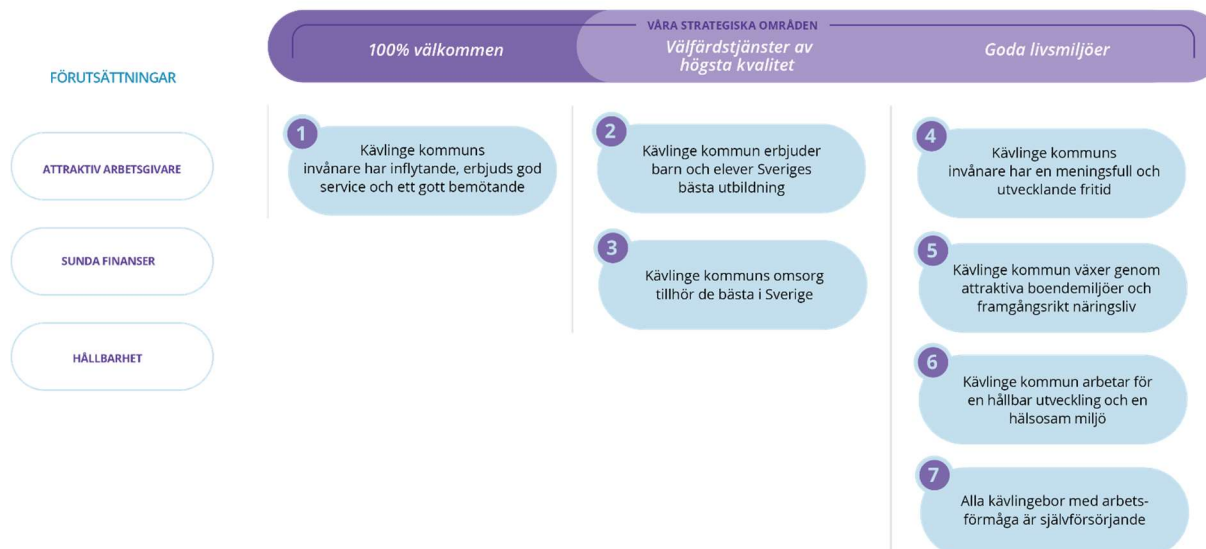 VÅRA STRATEGISKA OMRÅDEN
100% välkommen
Välfärdstjänster av
högsta kvalitet
Goda livsmiljöer
FÖRUTSÄTTNINGAR
ATTRAKTIV ARBETSGIVARE
SUNDA FINANSER
HÅLLBARHET
1
Kävlinge kommuns
invånare har inflytande, erbjuds god
service och ett gott bemötande
2
Kävlinge kommun erbjuder
barn och elever Sveriges
bästa utbildning
3
Kävlinge kommuns omsorg
tillhör de bästa i Sverige
4
Kävlinge kommuns
invånare har en meningsfull och
utvecklande fritid
5
Kävlinge kommun växer genom
attraktiva boendemiljöer och
framgångsrikt näringsliv
6
Kävlinge kommun arbetar för
en hållbar utveckling och en
hälsosam miljö
7
Alla kävlingebor med arbets-
förmåga är självförsörjande